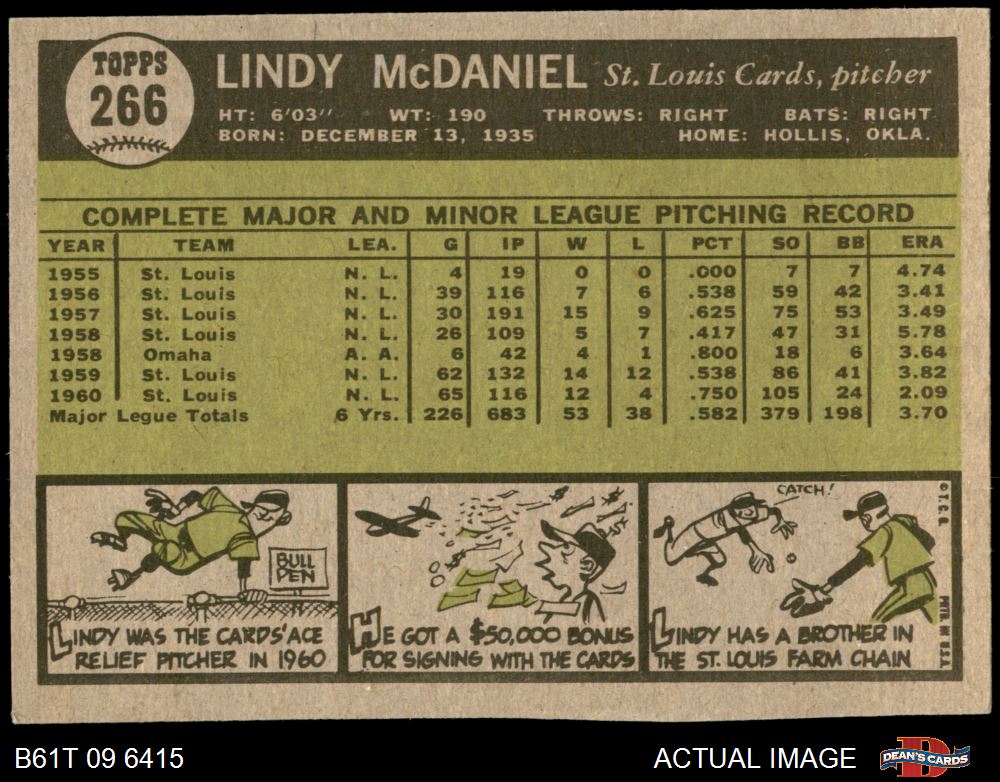 TOPPS
266
LINDY McDANIEL St. Louis Cards, pitcher
HT: 6'03" WT: 190 THROWS: RIGHT BATS: RIGHT
BORN: DECEMBER 13, 1935 HOME: HOLLIS, OKLA.
COMPLETE MAJOR AND MINOR LEAGUE PITCHING RECORD
YEAR TEAM LEA. G IP W L PCT SO BB ERA
1955 St. Louis N. L. 4 19 0 0 .000 7 7 4.74
1956 St. Louis N. L. 39 116 7 6 .538 59 42 3.41
1957 St. Louis N. L. 30 191 15 9 .625 75 53 3.49
1958 St. Louis N. L. 26 109 5 7 .417 47 31 5.78
1958 Omaha A. A. 6 42 4 1 .800 18 6 3.64
1959 St. Louis N. L. 62 132 14 12 .538 86 41 3.82
1960 St. Louis N. L. 65 116 12 4 .750 105 24 2.09
Major Legue Totals 6 Yrs. 226 683 53 38 .582 379 198 3.70
BULL
PEN
LINDY WAS THE CARDS' ACE
RELIEF PITCHER IN 1960
HE GOT A $50,000 BONUS
FOR SIGNING WITH THE CARDS
CATCH!
LINDY HAS A BROTHER IN
THE ST. LOUIS FARM CHAIN
© T. C. G. PRTD. IN U.S.A.
B61T 09 6415
ACTUAL IMAGE
DEAN'S CARDS